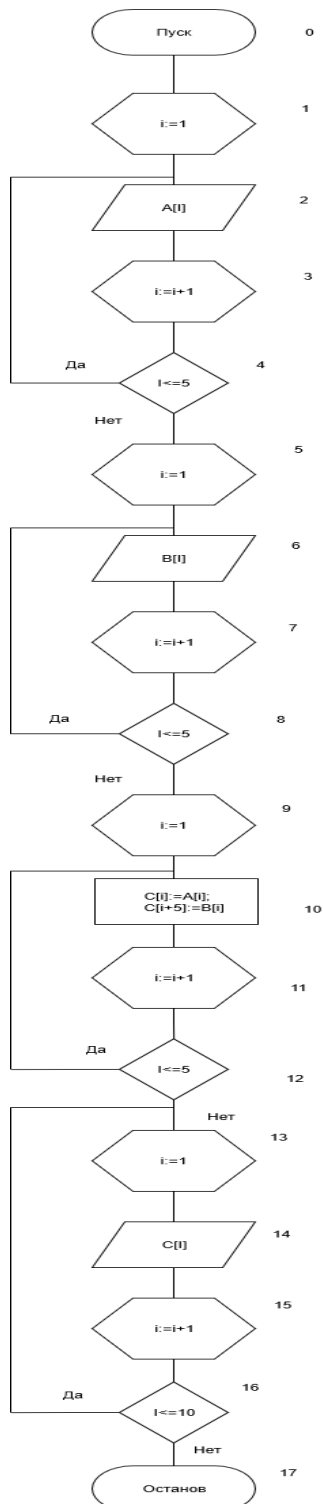 Пуск
0
i:=1
1
A[I]
2
i:=i+1
3
I<=5
4
Да
Нет
i:=1
5
B[I]
6
i:=i+1
7
I<=5
8
Да
Нет
i:=1
9
C[i]:=A[i];
C[i+5]:=B[i]
10
i:=i+1
11
Да
I<=5
12
Нет
i:=1
13
C[I]
14
i:=i+1
15
I<=10
16
Да
Нет
Останов
17